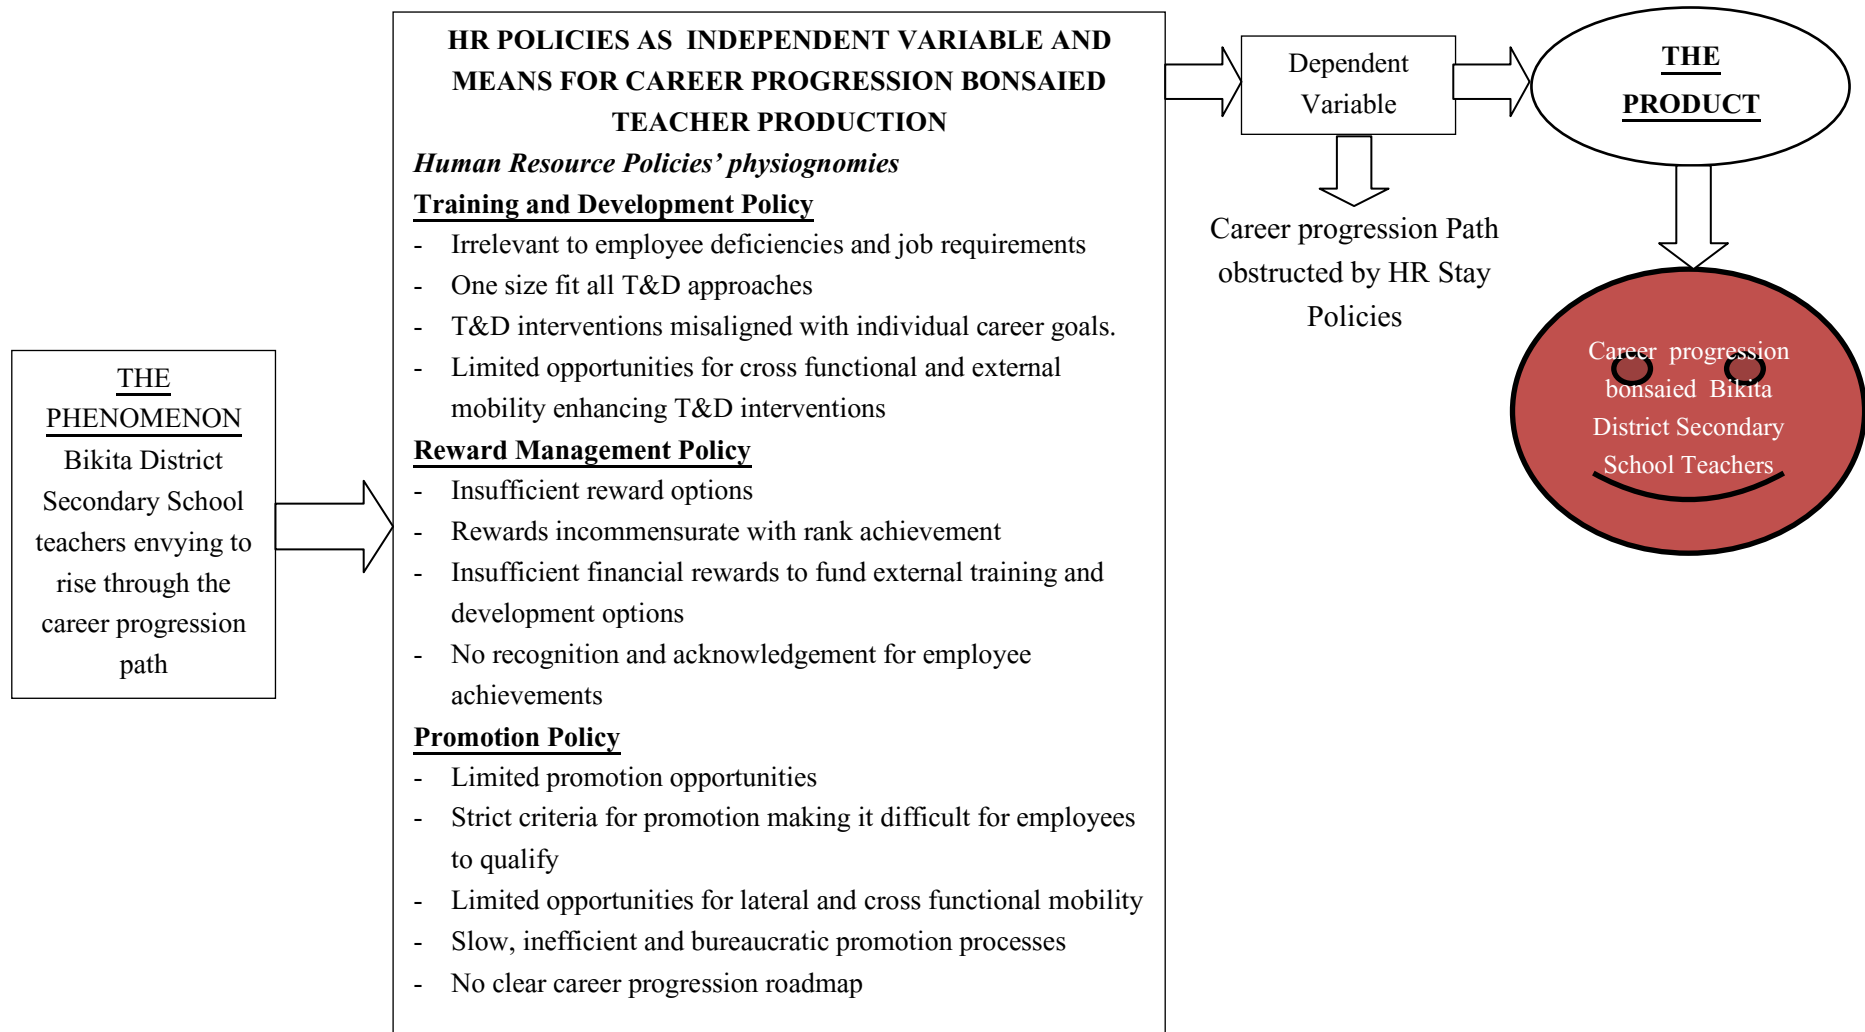 THE
PHENOMENON
Bikita District
Secondary School
teachers envying to
rise through the
career progression
path
HR POLICIES AS INDEPENDENT VARIABLE AND
MEANS FOR CAREER PROGRESSION BONSAIED
TEACHER PRODUCTION
Human Resource Policies’ physiognomies
Training and Development Policy
- Irrelevant to employee deficiencies and job requirements
- One size fit all T&D approaches
- T&D interventions misaligned with individual career goals.
- Limited opportunities for cross functional and external
mobility enhancing T&D interventions
Reward Management Policy
- Insufficient reward options
- Rewards incommensurate with rank achievement
- Insufficient financial rewards to fund external training and
development options
- No recognition and acknowledgement for employee
achievements
Promotion Policy
- Limited promotion opportunities
- Strict criteria for promotion making it difficult for employees
to qualify
- Limited opportunities for lateral and cross functional mobility
- Slow, inefficient and bureaucratic promotion processes
- No clear career progression roadmap
Dependent
Variable
Career progression Path
obstructed by HR Stay
Policies
THE
PRODUCT
Career progression
bonsaied Bikita
District Secondary
School Teachers